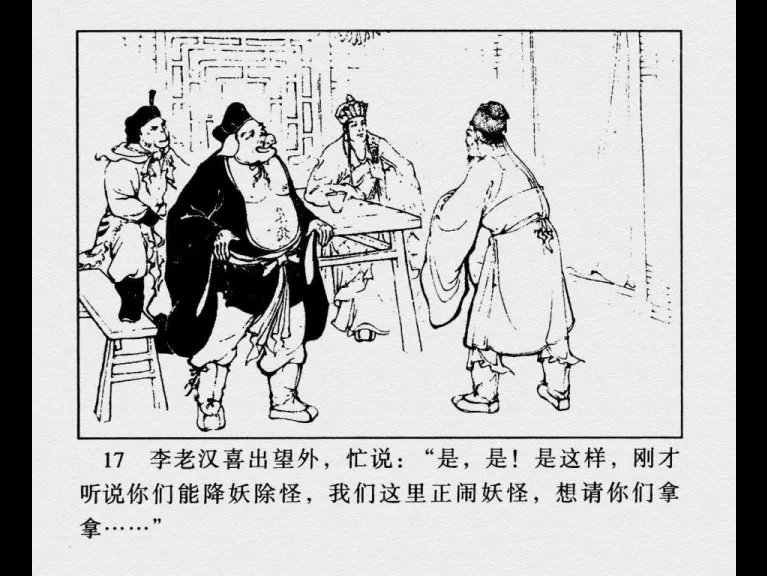 17 李老汉喜出望外，忙说：“是，是！是这样，刚才
听说你们能降妖除怪，我们这里正闹妖怪，想请你们拿
拿……”